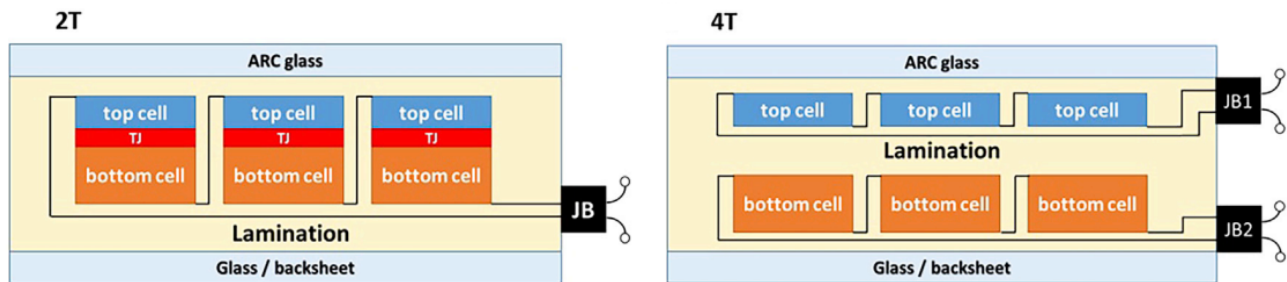 2T
ARC glass
top cell top cell top cell
TJ TJ TJ
bottom cell bottom cell bottom cell
JB
Lamination
Glass / backsheet
4T
ARC glass
JB1
top cell top cell top cell
Lamination
bottom cell bottom cell bottom cell
JB2
Glass / backsheet